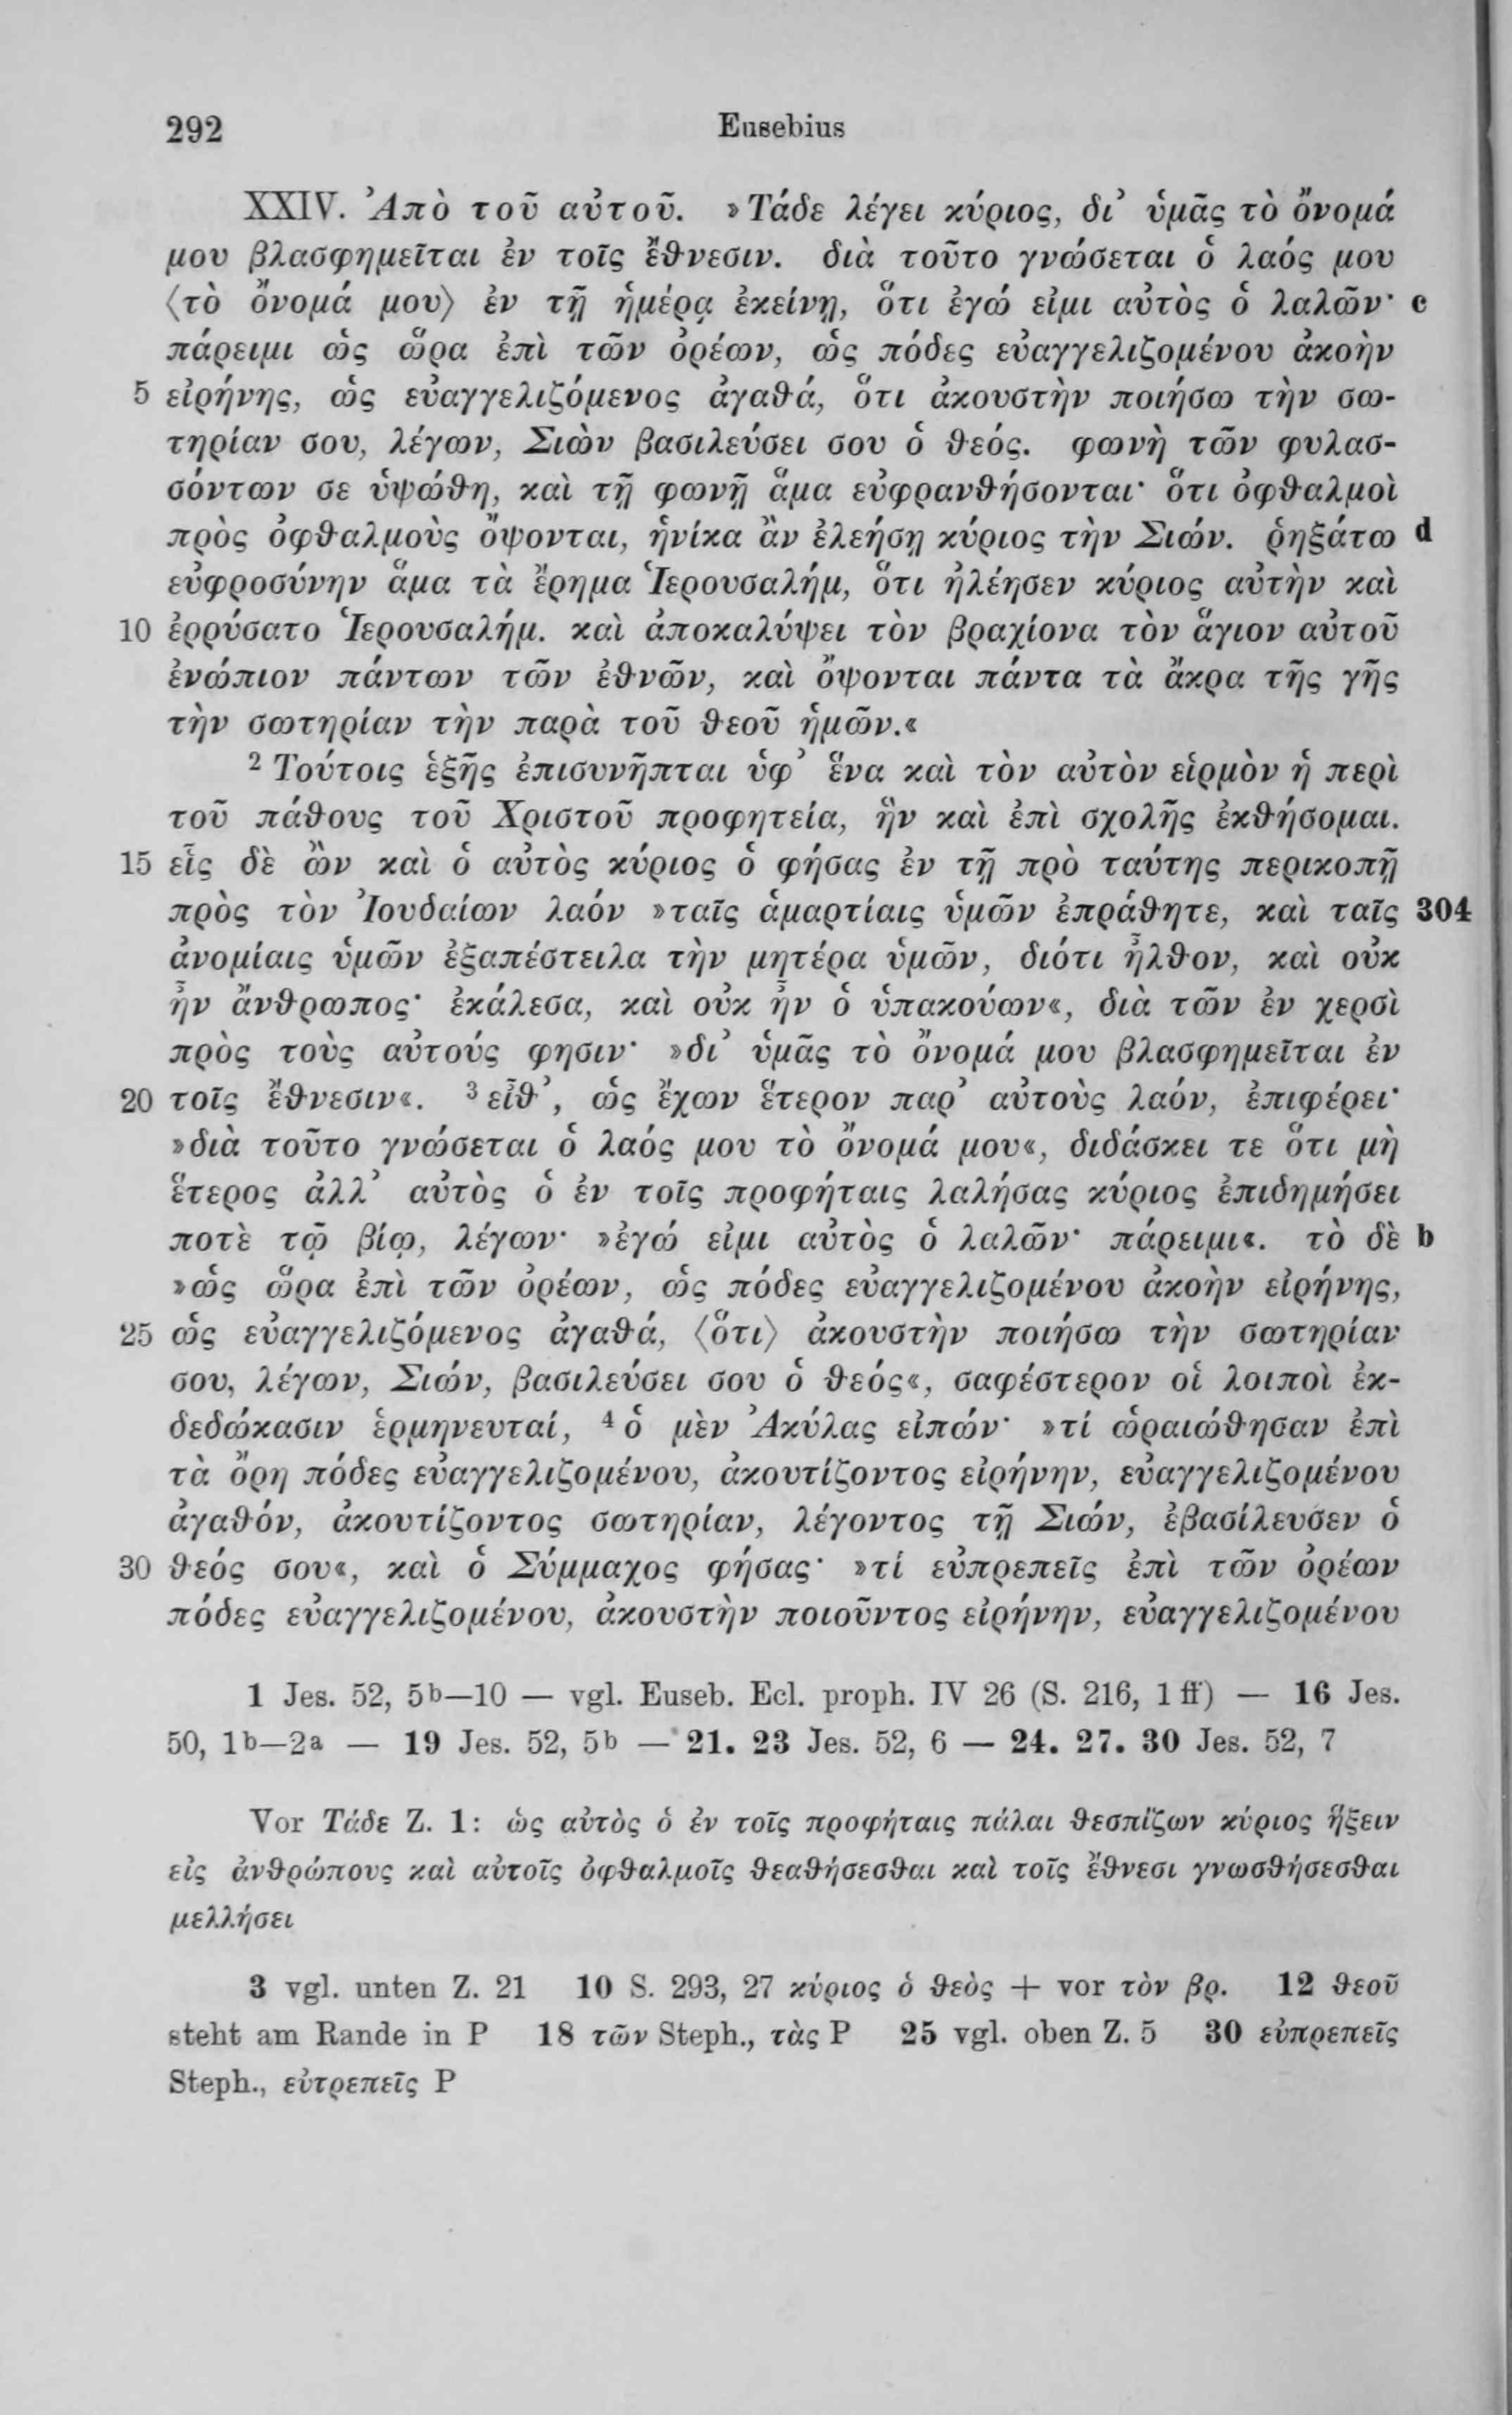 292 Eusebius
XXIV. Ἀπὸ τοῦ αὐτοῦ. »Τάδε λέγει κύριος, δι’ ὑμᾶς τὸ ὄνομά
μου βλασφημεῖται ἐν τοῖς ἔθνεσιν. διὰ τοῦτο γνώσεται ὁ λαός μου
⟨τὸ ὄνομά μου⟩ ἐν τῇ ἡμέρᾳ ἐκείνῃ, ὅτι ἐγώ εἰμι αὐτὸς ὁ λαλῶν· c
πάρειμι ὡς ὥρα ἐπὶ τῶν ὀρέων, ὡς πόδες εὐαγγελιζομένου ἀκοὴν
5 εἰρήνης, ὡς εὐαγγελιζόμενος ἀγαθά, ὅτι ἀκουστὴν ποιήσω τὴν σω-
τηρίαν σου, λέγων, Σιὼν βασιλεύσει σου ὁ θεός. φωνὴ τῶν φυλασ-
σόντων σε ὑψώθη, καὶ τῇ φωνῇ ἅμα εὐφρανθήσονται· ὅτι ὀφθαλμοὶ
πρὸς ὀφθαλμοὺς ὄψονται, ἡνίκα ἂν ἐλεήσῃ κύριος τὴν Σιών. ῥηξάτω d
εὐφροσύνην ἅμα τὰ ἔρημα Ἱερουσαλήμ, ὅτι ἠλέησεν κύριος αὐτὴν καὶ
10 ἐρρύσατο Ἱερουσαλήμ. καὶ ἀποκαλύψει τὸν βραχίονα τὸν ἅγιον αὐτοῦ
ἐνώπιον πάντων τῶν ἐθνῶν, καὶ ὄψονται πάντα τὰ ἄκρα τῆς γῆς
τὴν σωτηρίαν τὴν παρὰ τοῦ θεοῦ ἡμῶν.«
² Τούτοις ἑξῆς ἐπισυνῆπται ὑφ’ ἕνα καὶ τὸν αὐτὸν εἱρμὸν ἡ περὶ
τοῦ πάθους τοῦ Χριστοῦ προφητεία, ἣν καὶ ἐπὶ σχολῆς ἐκθήσομαι.
15 εἷς δὲ ὢν καὶ ὁ αὐτὸς κύριος ὁ φήσας ἐν τῇ πρὸ ταύτης περικοπῇ
πρὸς τὸν Ἰουδαίων λαόν »ταῖς ἁμαρτίαις ὑμῶν ἐπράθητε, καὶ ταῖς 304
ἀνομίαις ὑμῶν ἐξαπέστειλα τὴν μητέρα ὑμῶν, διότι ἦλθον, καὶ οὐκ
ἦν ἄνθρωπος· ἐκάλεσα, καὶ οὐκ ἦν ὁ ὑπακούων«, διὰ τῶν ἐν χερσὶ
πρὸς τοὺς αὐτούς φησιν· »δι’ ὑμᾶς τὸ ὄνομά μου βλασφημεῖται ἐν
20 τοῖς ἔθνεσιν«. ³ εἶθ’, ὡς ἔχων ἕτερον παρ’ αὐτοὺς λαόν, ἐπιφέρει·
»διὰ τοῦτο γνώσεται ὁ λαός μου τὸ ὄνομά μου«, διδάσκει τε ὅτι μὴ
ἕτερος ἀλλ’ αὐτὸς ὁ ἐν τοῖς προφήταις λαλήσας κύριος ἐπιδημήσει
ποτὲ τῷ βίῳ, λέγων· »ἐγώ εἰμι αὐτὸς ὁ λαλῶν· πάρειμι«. τὸ δὲ b
»ὡς ὥρα ἐπὶ τῶν ὀρέων, ὡς πόδες εὐαγγελιζομένου ἀκοὴν εἰρήνης,
25 ὡς εὐαγγελιζόμενος ἀγαθά, ⟨ὅτι⟩ ἀκουστὴν ποιήσω τὴν σωτηρίαν
σου, λέγων, Σιών, βασιλεύσει σου ὁ θεός«, σαφέστερον οἱ λοιποὶ ἐκ-
δεδώκασιν ἑρμηνευταί, ⁴ ὁ μὲν Ἀκύλας εἰπών· »τί ὡραιώθησαν ἐπὶ
τὰ ὄρη πόδες εὐαγγελιζομένου, ἀκουτίζοντος εἰρήνην, εὐαγγελιζομένου
ἀγαθόν, ἀκουτίζοντος σωτηρίαν, λέγοντος τῇ Σιών, ἐβασίλευσεν ὁ
30 θεός σου«, καὶ ὁ Σύμμαχος φήσας· »τί εὐπρεπεῖς ἐπὶ τῶν ὀρέων
πόδες εὐαγγελιζομένου, ἀκουστὴν ποιοῦντος εἰρήνην, εὐαγγελιζομένου
1 Jes. 52, 5b—10 — vgl. Euseb. Ecl. proph. IV 26 (S. 216, 1 ff) — 16 Jes.
50, 1b—2a — 19 Jes. 52, 5b — 21. 23 Jes. 52, 6 — 24. 27. 30 Jes. 52, 7
Vor Τάδε Z. 1: ὡς αὐτὸς ὁ ἐν τοῖς προφήταις πάλαι θεσπίζων κύριος ἥξειν
εἰς ἀνθρώπους καὶ αὐτοῖς ὀφθαλμοῖς θεαθήσεσθαι καὶ τοῖς ἔθνεσι γνωσθήσεσθαι
μελλήσει
3 vgl. unten Z. 21 10 S. 293, 27 κύριος ὁ θεὸς + vor τὸν βρ. 12 θεοῦ
steht am Rande in P 18 τῶν Steph., τὰς P 25 vgl. oben Z. 5 30 εὐπρεπεῖς
Steph., εὐτρεπεῖς P